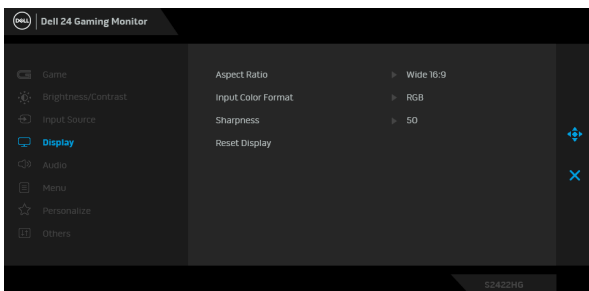 DELL Dell 24 Gaming Monitor
Game
Brightness/Contrast
Input Source
Display
Audio
Menu
Personalize
Others
Aspect Ratio Wide 16:9
Input Color Format RGB
Sharpness 50
Reset Display
S2422HG